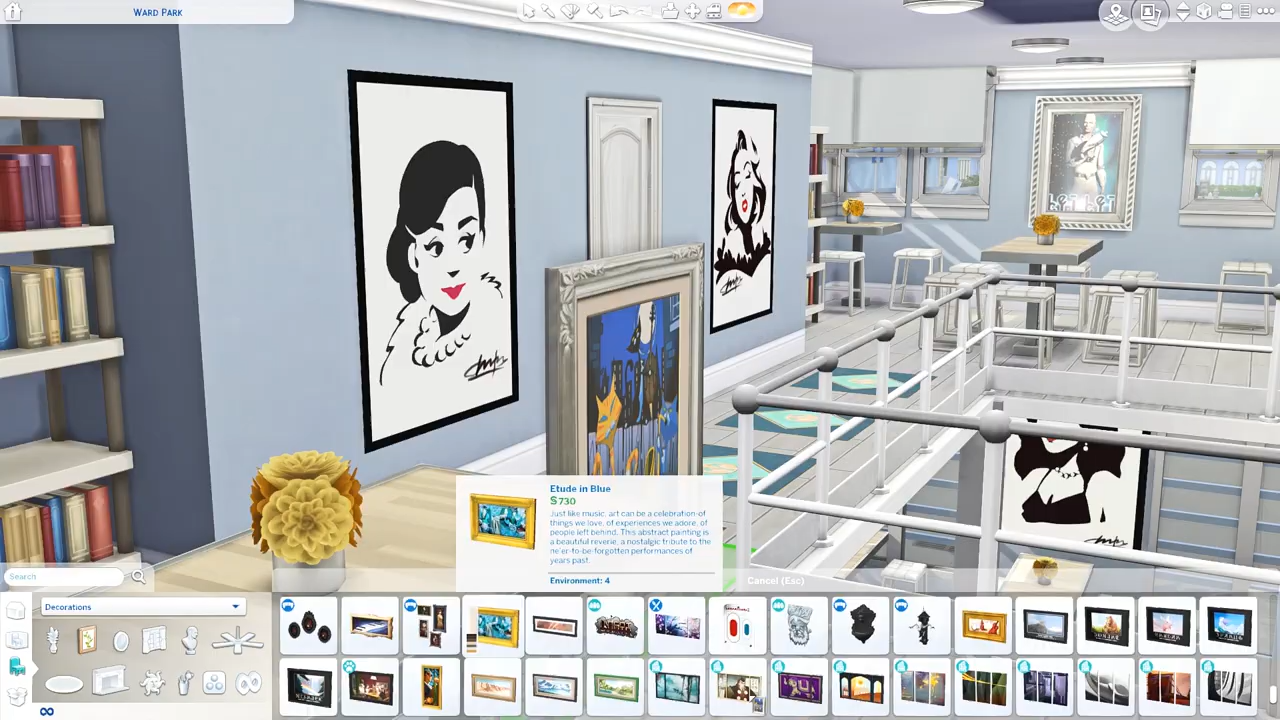 WARD PARK
Etude in Blue
$730
Just like music, art can be a celebration of
things we love, of experiences we adore, of
people left behind. This abstract painting is
a beautiful reverie, a nostalgic tribute to the
ne'er-to-be-forgotten performances of
years past.
Environment: 4
Cancel (Esc)
Search
Decorations